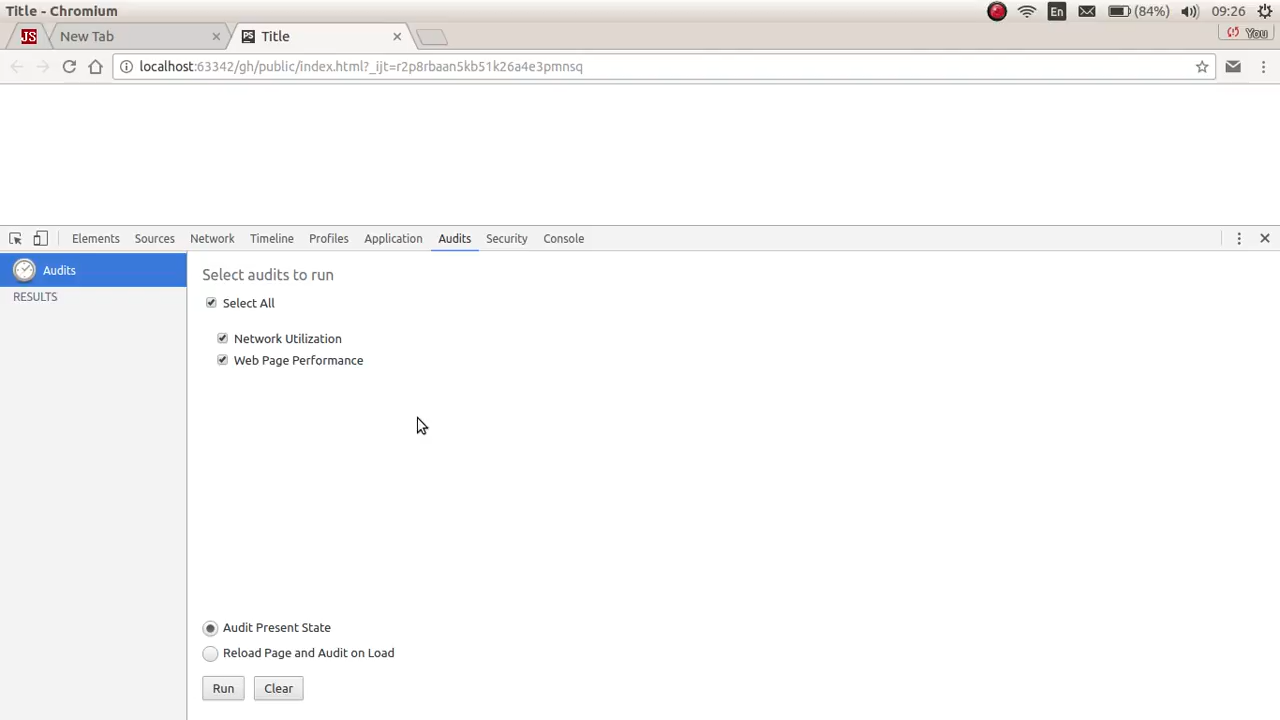 Title - Chromium
En
(84%)
09:26
JS
New Tab
PS
Title
You
localhost:63342/gh/public/index.html?_ijt=r2p8rbaan5kb51k26a4e3pmnsq
Elements Sources Network Timeline Profiles Application Audits Security Console
Audits
RESULTS
Select audits to run
Select All
Network Utilization
Web Page Performance
Audit Present State
Reload Page and Audit on Load
Run
Clear